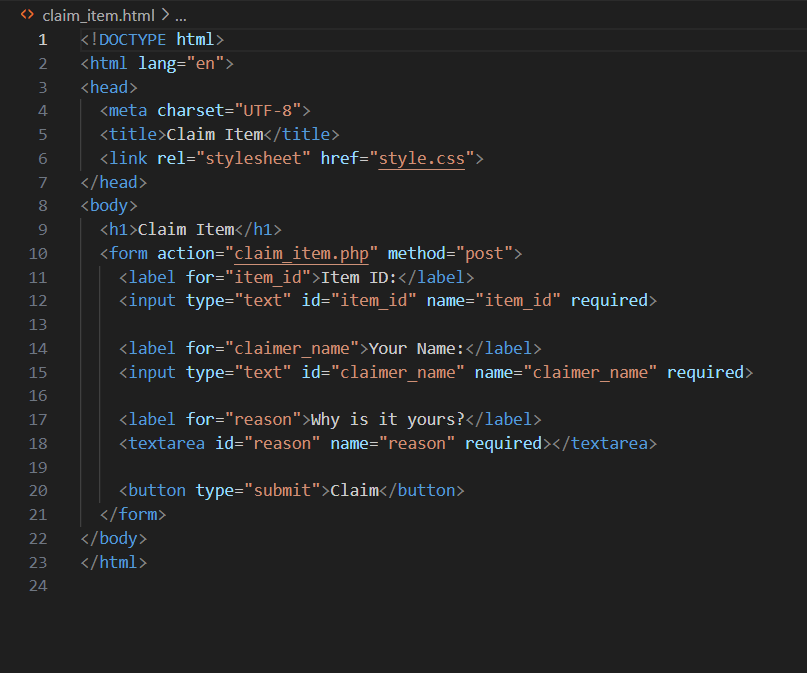 claim_item.html > ...
1 <!DOCTYPE html>
2 <html lang="en">
3 <head>
4   <meta charset="UTF-8">
5   <title>Claim Item</title>
6   <link rel="stylesheet" href="style.css">
7 </head>
8 <body>
9   <h1>Claim Item</h1>
10   <form action="claim_item.php" method="post">
11     <label for="item_id">Item ID:</label>
12     <input type="text" id="item_id" name="item_id" required>
13
14     <label for="claimer_name">Your Name:</label>
15     <input type="text" id="claimer_name" name="claimer_name" required>
16
17     <label for="reason">Why is it yours?</label>
18     <textarea id="reason" name="reason" required></textarea>
19
20     <button type="submit">Claim</button>
21   </form>
22 </body>
23 </html>
24